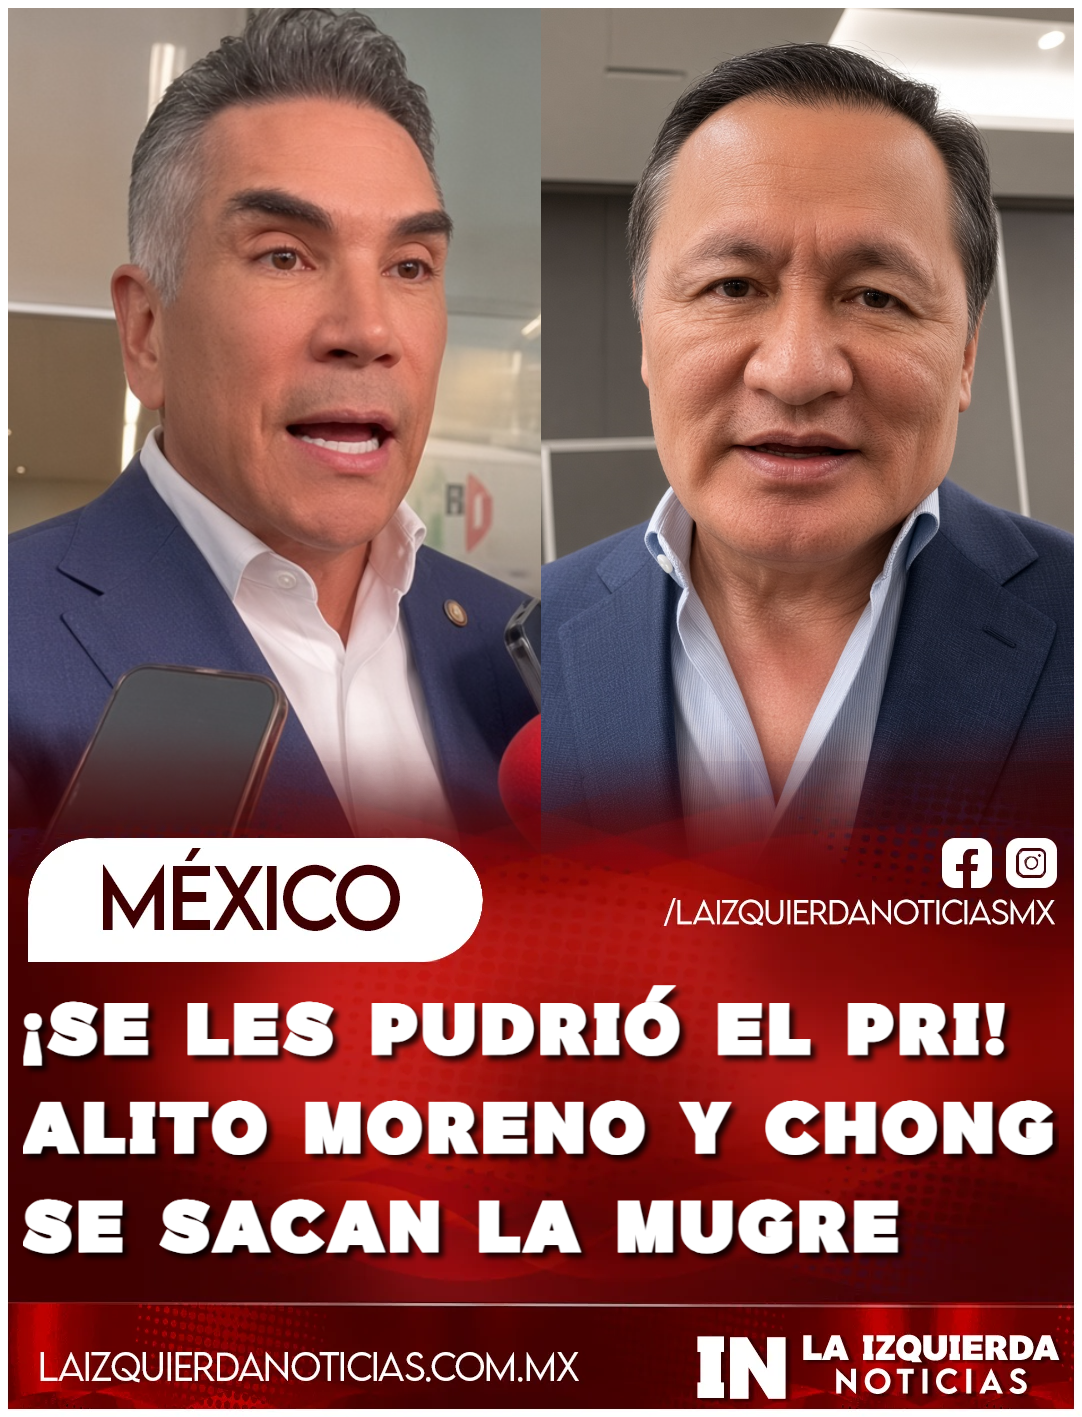 RD
MÉXICO
/LAIZQUIERDANOTICIASMX
¡SE LES PUDRIÓ EL PRI!
ALITO MORENO Y CHONG
SE SACAN LA MUGRE
LAIZQUIERDANOTICIAS.COM.MX
IN LA IZQUIERDA
NOTICIAS